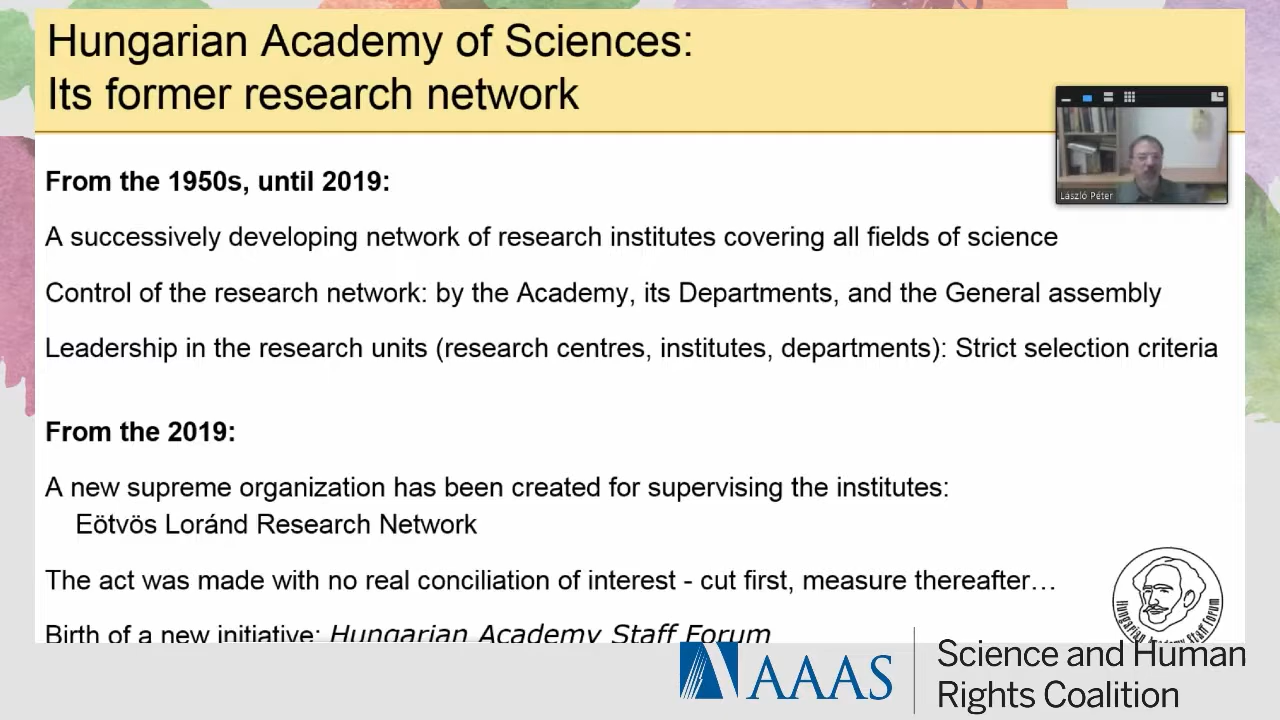 Hungarian Academy of Sciences:
Its former research network
László Péter
From the 1950s, until 2019:
A successively developing network of research institutes covering all fields of science
Control of the research network: by the Academy, its Departments, and the General assembly
Leadership in the research units (research centres, institutes, departments): Strict selection criteria
From the 2019:
A new supreme organization has been created for supervising the institutes:
Eötvös Loránd Research Network
The act was made with no real conciliation of interest - cut first, measure thereafter…
Birth of a new initiative: Hungarian Academy Staff Forum
Hungarian Academy Staff Forum
AAAS
Science and Human
Rights Coalition